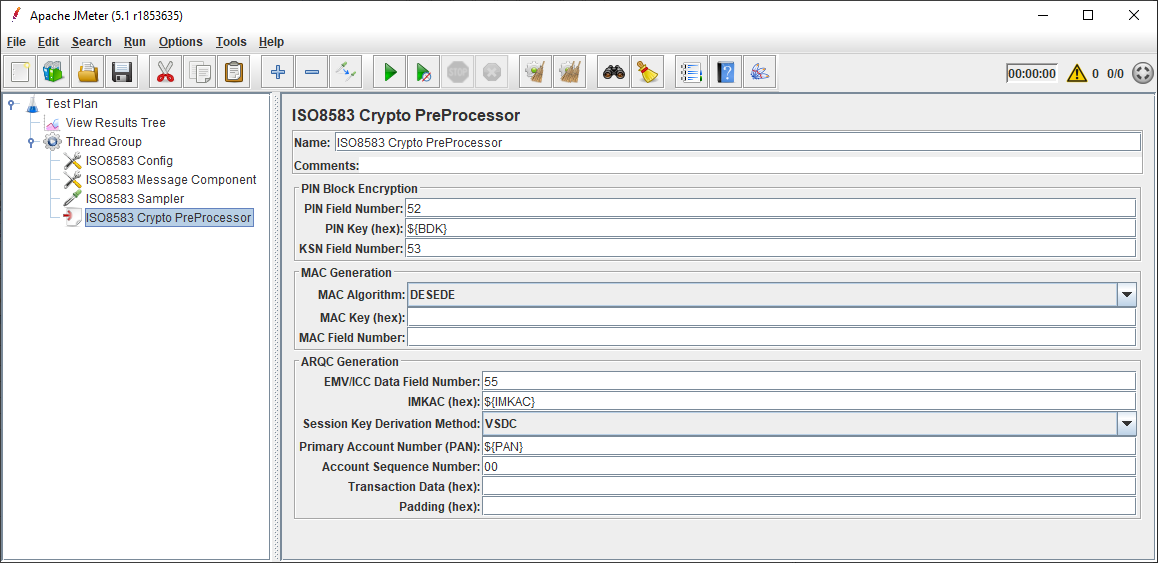 Apache JMeter (5.1 r1853635)
File Edit Search Run Options Tools Help
STOP
00:00:00 0 0/0
Test Plan
View Results Tree
Thread Group
ISO8583 Config
ISO8583 Message Component
ISO8583 Sampler
ISO8583 Crypto PreProcessor
ISO8583 Crypto PreProcessor
Name: ISO8583 Crypto PreProcessor
Comments:
PIN Block Encryption
PIN Field Number: 52
PIN Key (hex): ${BDK}
KSN Field Number: 53
MAC Generation
MAC Algorithm: DESEDE
MAC Key (hex):
MAC Field Number:
ARQC Generation
EMV/ICC Data Field Number: 55
IMKAC (hex): ${IMKAC}
Session Key Derivation Method: VSDC
Primary Account Number (PAN): ${PAN}
Account Sequence Number: 00
Transaction Data (hex):
Padding (hex):